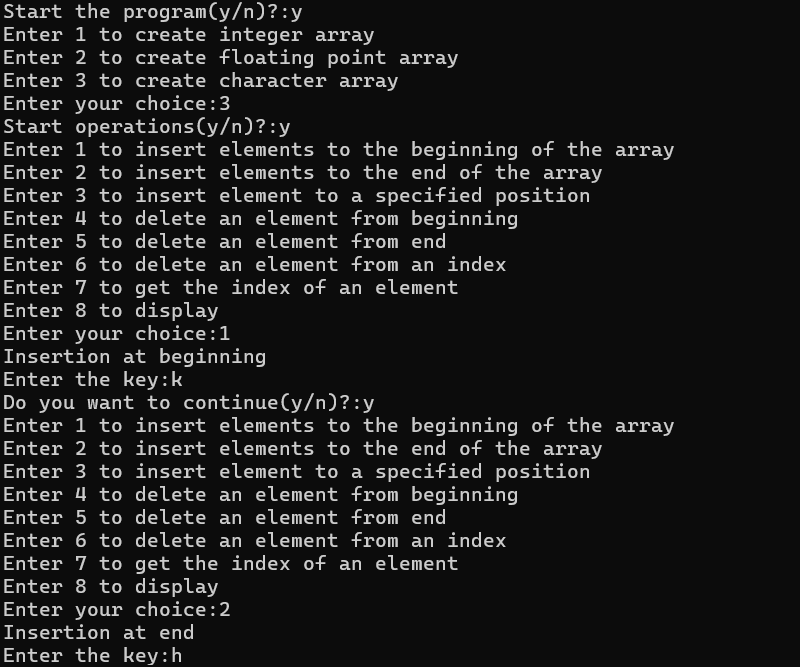 Start the program(y/n)?:y
Enter 1 to create integer array
Enter 2 to create floating point array
Enter 3 to create character array
Enter your choice:3
Start operations(y/n)?:y
Enter 1 to insert elements to the beginning of the array
Enter 2 to insert elements to the end of the array
Enter 3 to insert element to a specified position
Enter 4 to delete an element from beginning
Enter 5 to delete an element from end
Enter 6 to delete an element from an index
Enter 7 to get the index of an element
Enter 8 to display
Enter your choice:1
Insertion at beginning
Enter the key:k
Do you want to continue(y/n)?:y
Enter 1 to insert elements to the beginning of the array
Enter 2 to insert elements to the end of the array
Enter 3 to insert element to a specified position
Enter 4 to delete an element from beginning
Enter 5 to delete an element from end
Enter 6 to delete an element from an index
Enter 7 to get the index of an element
Enter 8 to display
Enter your choice:2
Insertion at end
Enter the key:h